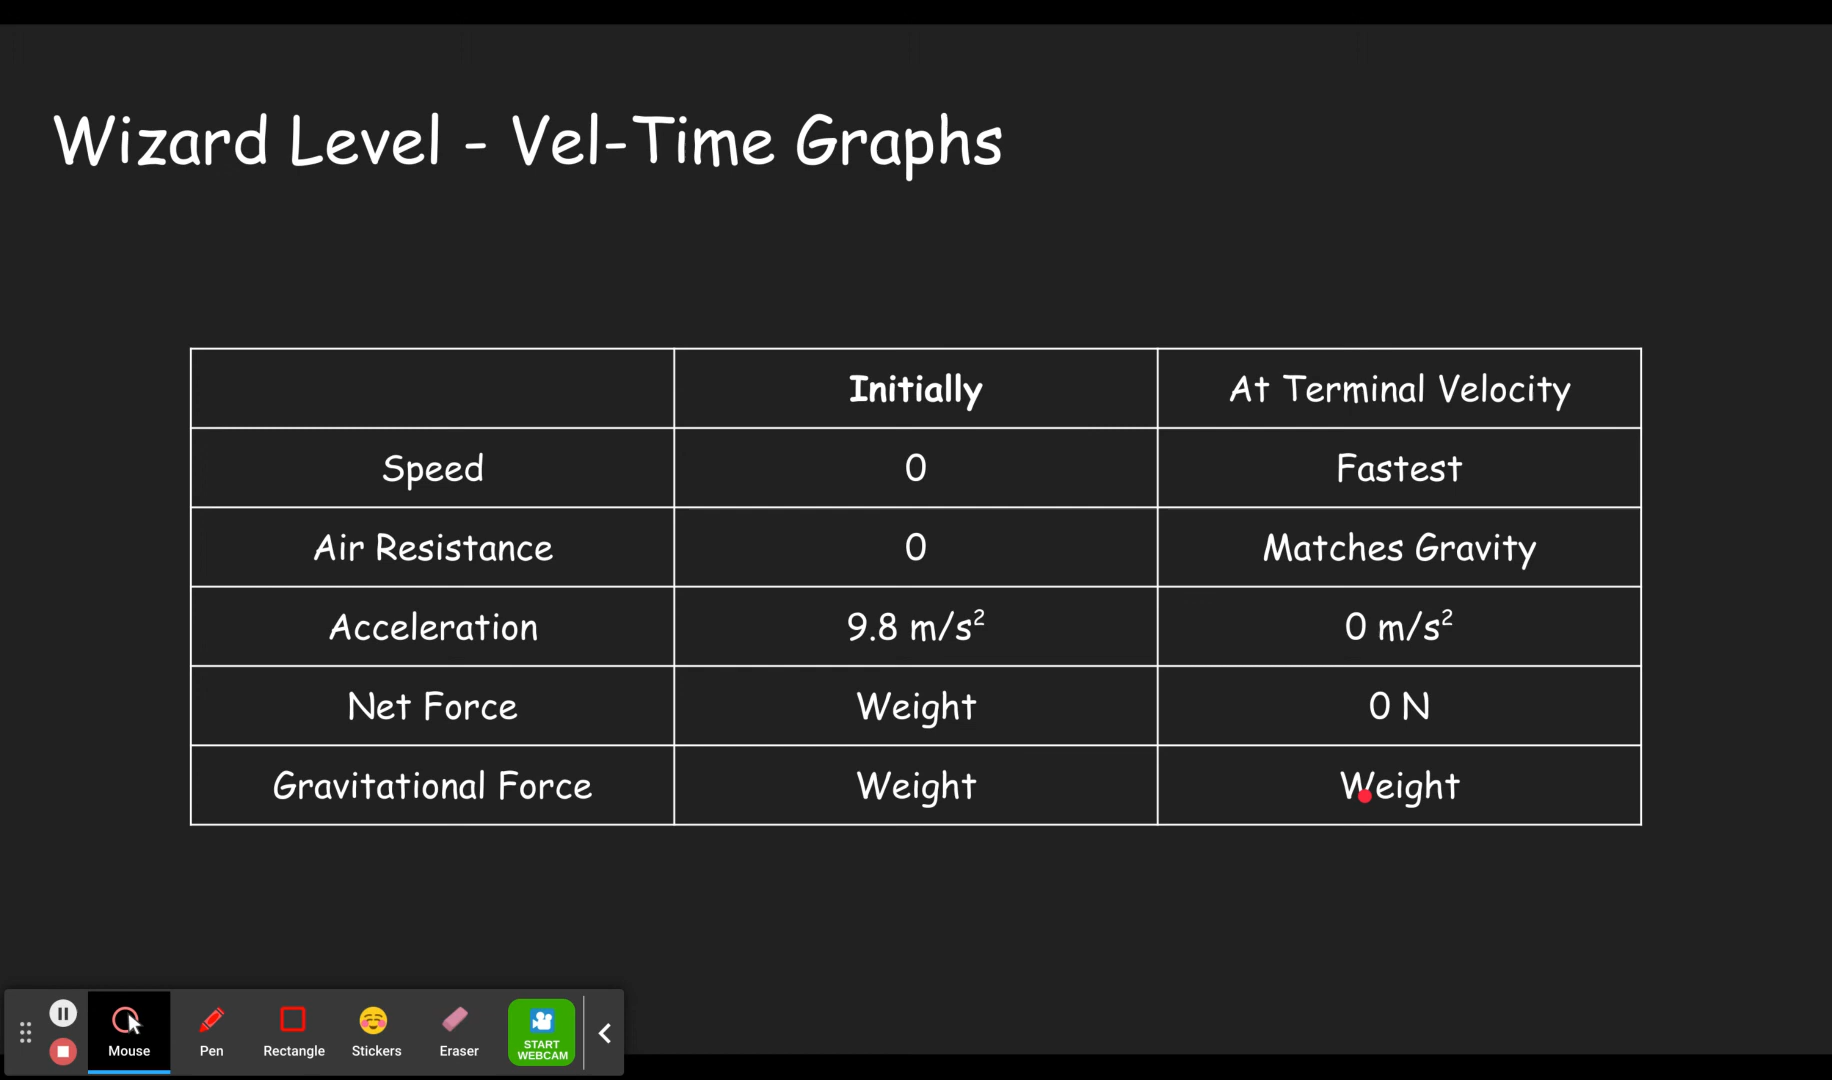 Wizard Level - Vel-Time Graphs
Initially At Terminal Velocity
Speed 0 Fastest
Air Resistance 0 Matches Gravity
Acceleration 9.8 m/s² 0 m/s²
Net Force Weight 0 N
Gravitational Force Weight Weight
Mouse Pen Rectangle Stickers Eraser START
WEBCAM